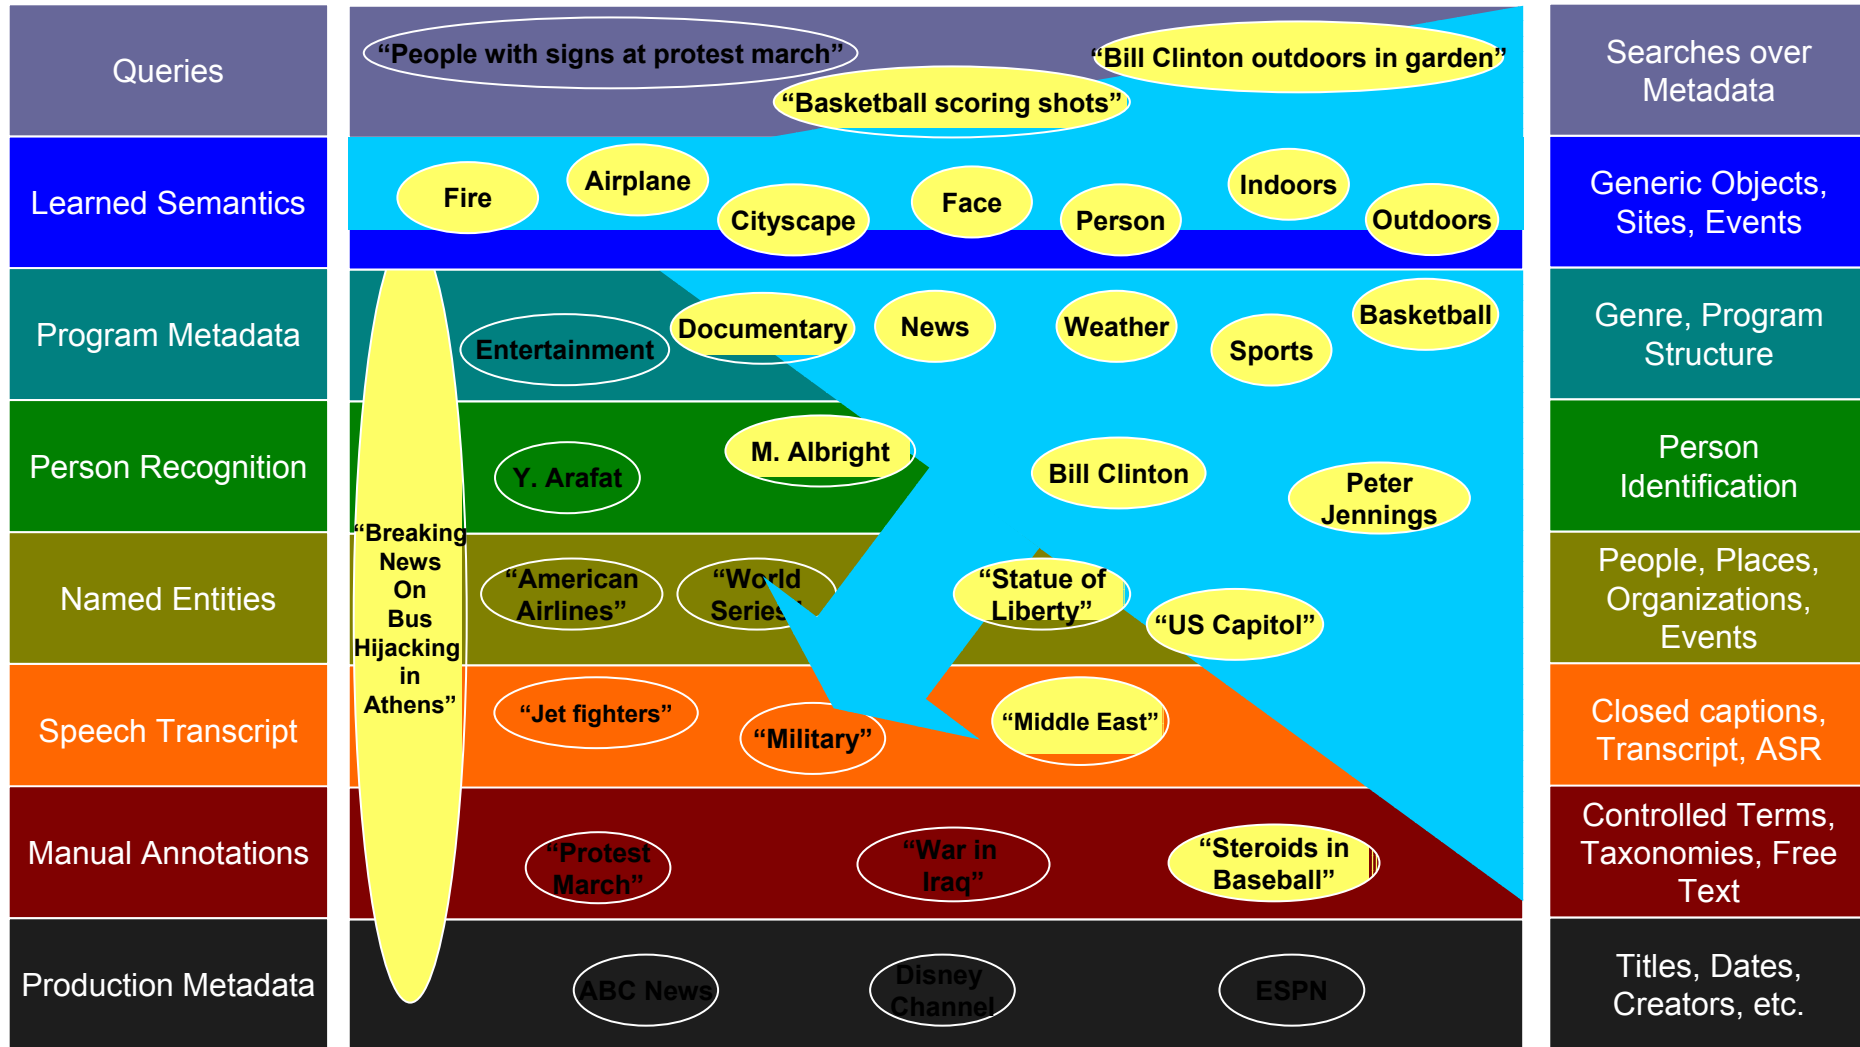 Queries
“People with signs at protest march”
“Bill Clinton outdoors in garden”
“Basketball scoring shots”
Searches over
Metadata
Learned Semantics
Fire
Airplane
Cityscape
Face
Person
Indoors
Outdoors
Generic Objects,
Sites, Events
Program Metadata
Entertainment
Documentary
News
Weather
Sports
Basketball
Genre, Program
Structure
Person Recognition
Y. Arafat
M. Albright
Bill Clinton
Peter
Jennings
Person
Identification
“Breaking
News
On
Bus
Hijacking
in
Athens”
Named Entities
“American
Airlines”
“World
Series”
“Statue of
Liberty”
“US Capitol”
People, Places,
Organizations,
Events
Speech Transcript
“Jet fighters”
“Military”
“Middle East”
Closed captions,
Transcript, ASR
Manual Annotations
“Protest
March”
“War in
Iraq”
“Steroids in
Baseball”
Controlled Terms,
Taxonomies, Free
Text
Production Metadata
ABC News
Disney
Channel
ESPN
Titles, Dates,
Creators, etc.